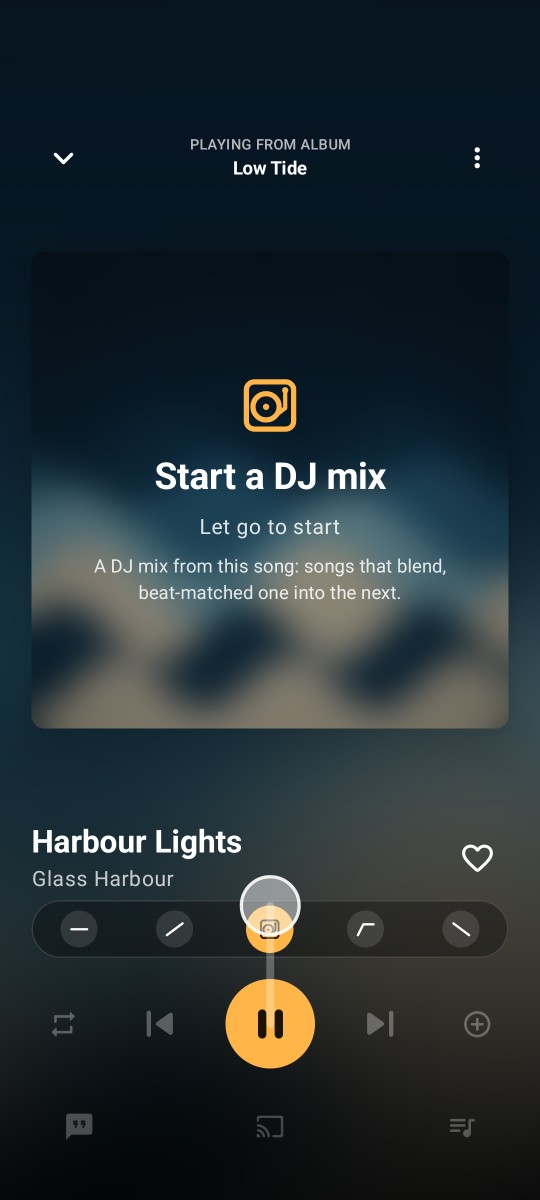 PLAYING FROM ALBUM
Low Tide
Start a DJ mix
Let go to start
A DJ mix from this song: songs that blend,
beat-matched one into the next.
Harbour Lights
Glass Harbour